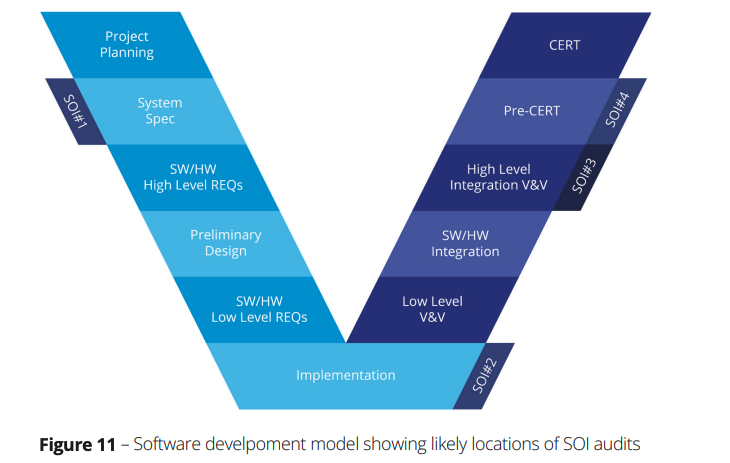 Project
Planning
CERT
SOI#1
System
Spec
Pre-CERT
SOI#4
SW/HW
High Level REQs
High Level
Integration V&V
SOI#3
Preliminary
Design
SW/HW
Integration
SW/HW
Low Level REQs
Low Level
V&V
Implementation
SOI#2
Figure 11 – Software develpoment model showing likely locations of SOI audits